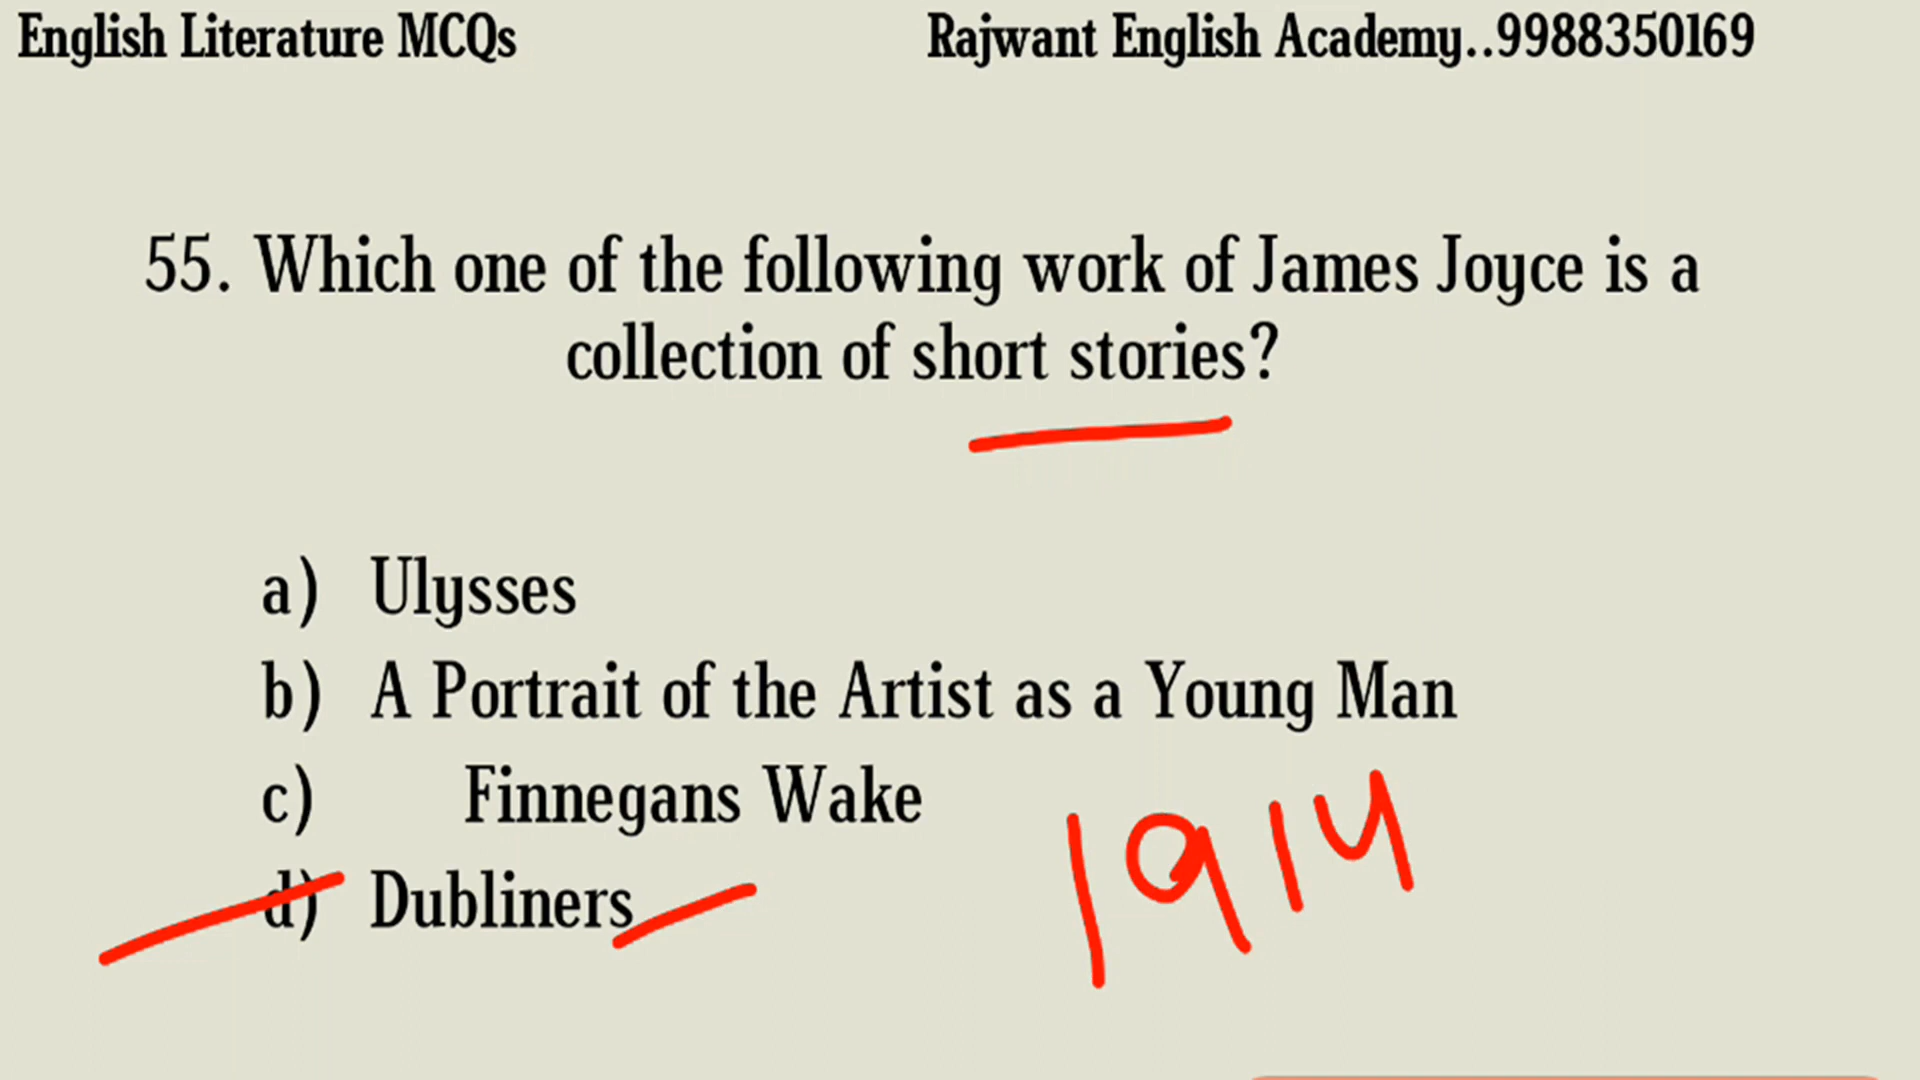 English Literature MCQs
Rajwant English Academy..9988350169
55. Which one of the following work of James Joyce is a
collection of short stories?
a) Ulysses
b) A Portrait of the Artist as a Young Man
c) Finnegans Wake
d) Dubliners
1914